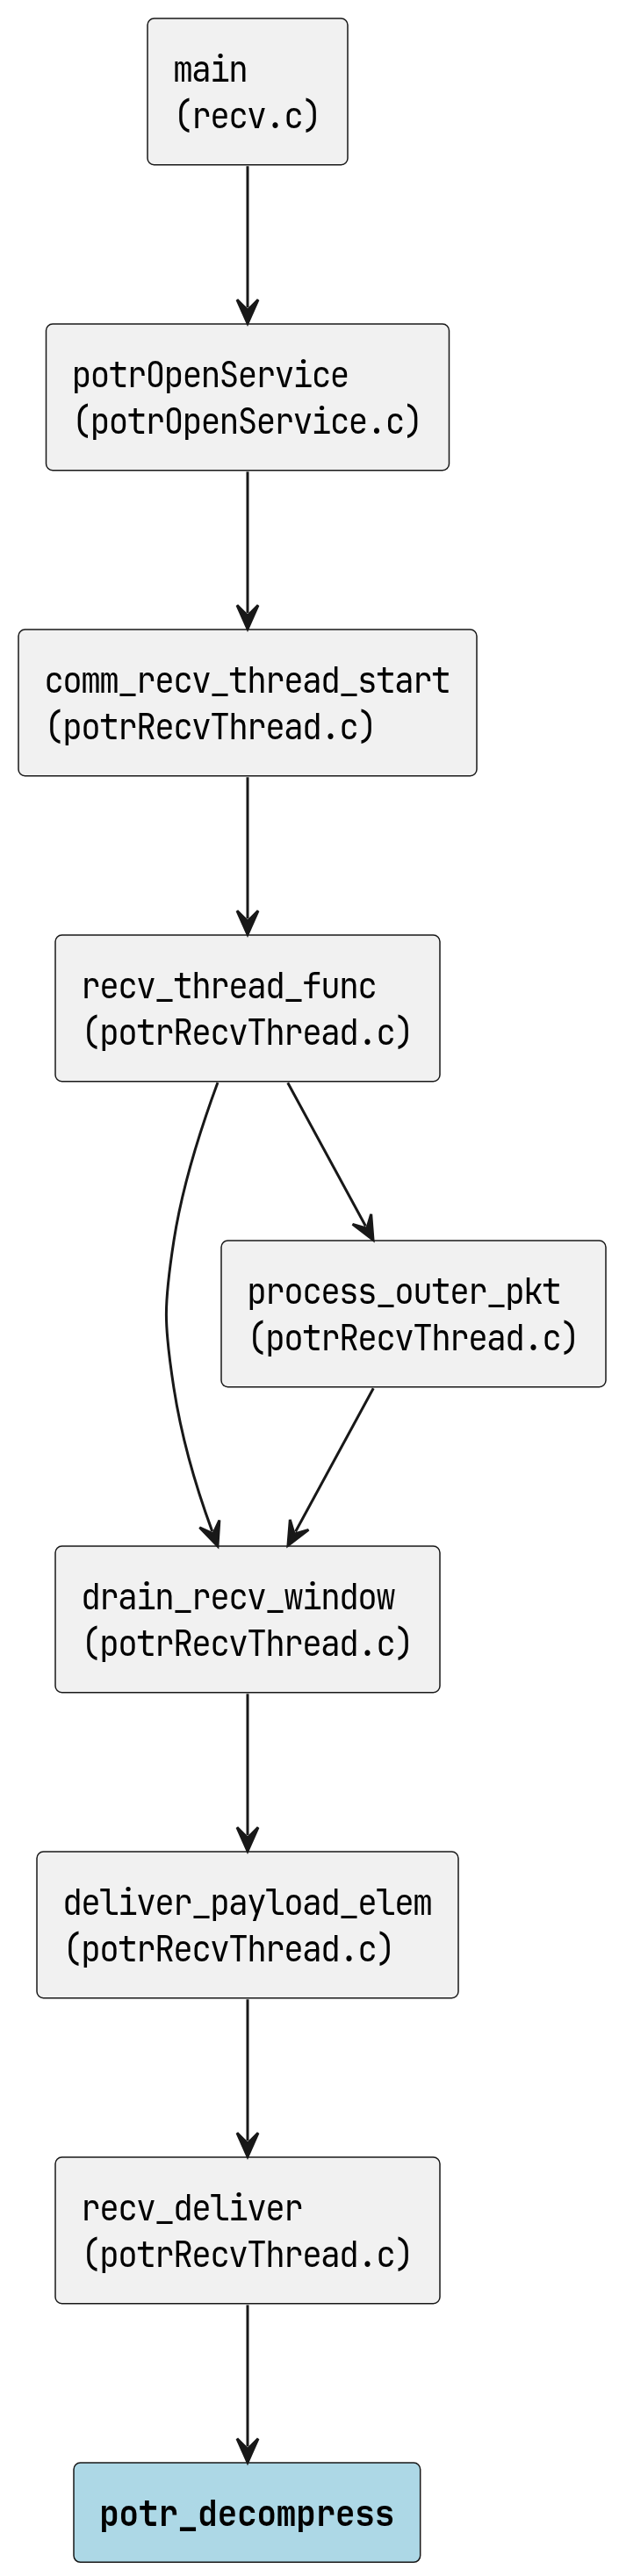 main
(recv.c)
potrOpenService
(potrOpenService.c)
comm_recv_thread_start
(potrRecvThread.c)
recv_thread_func
(potrRecvThread.c)
process_outer_pkt
(potrRecvThread.c)
drain_recv_window
(potrRecvThread.c)
deliver_payload_elem
(potrRecvThread.c)
recv_deliver
(potrRecvThread.c)
potr_decompress